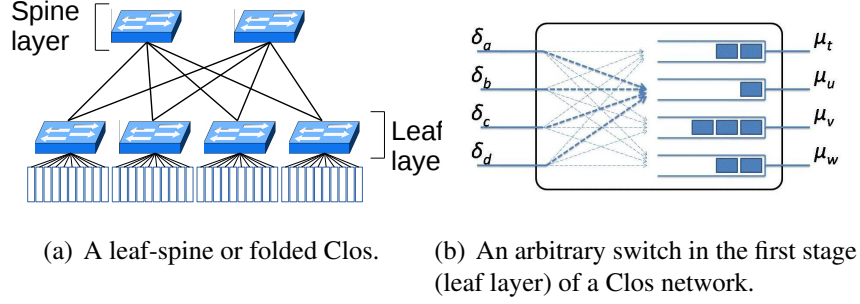 Spine
layer
Leaf
laye
δa
δb
δc
δd
μt
μu
μv
μw
(a) A leaf-spine or folded Clos.
(b) An arbitrary switch in the first stage
(leaf layer) of a Clos network.